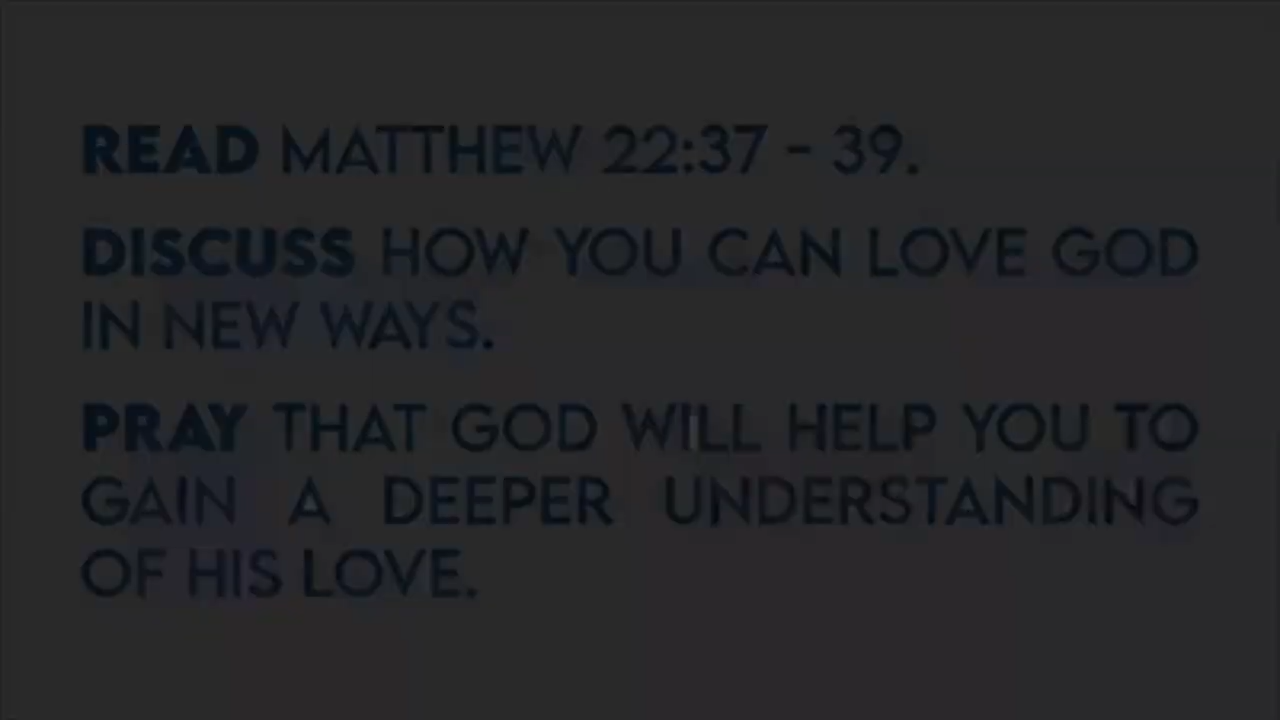 READ MATTHEW 22:37 - 39.
DISCUSS HOW YOU CAN LOVE GOD
IN NEW WAYS.
PRAY THAT GOD WILL HELP YOU TO
GAIN A DEEPER UNDERSTANDING
OF HIS LOVE.